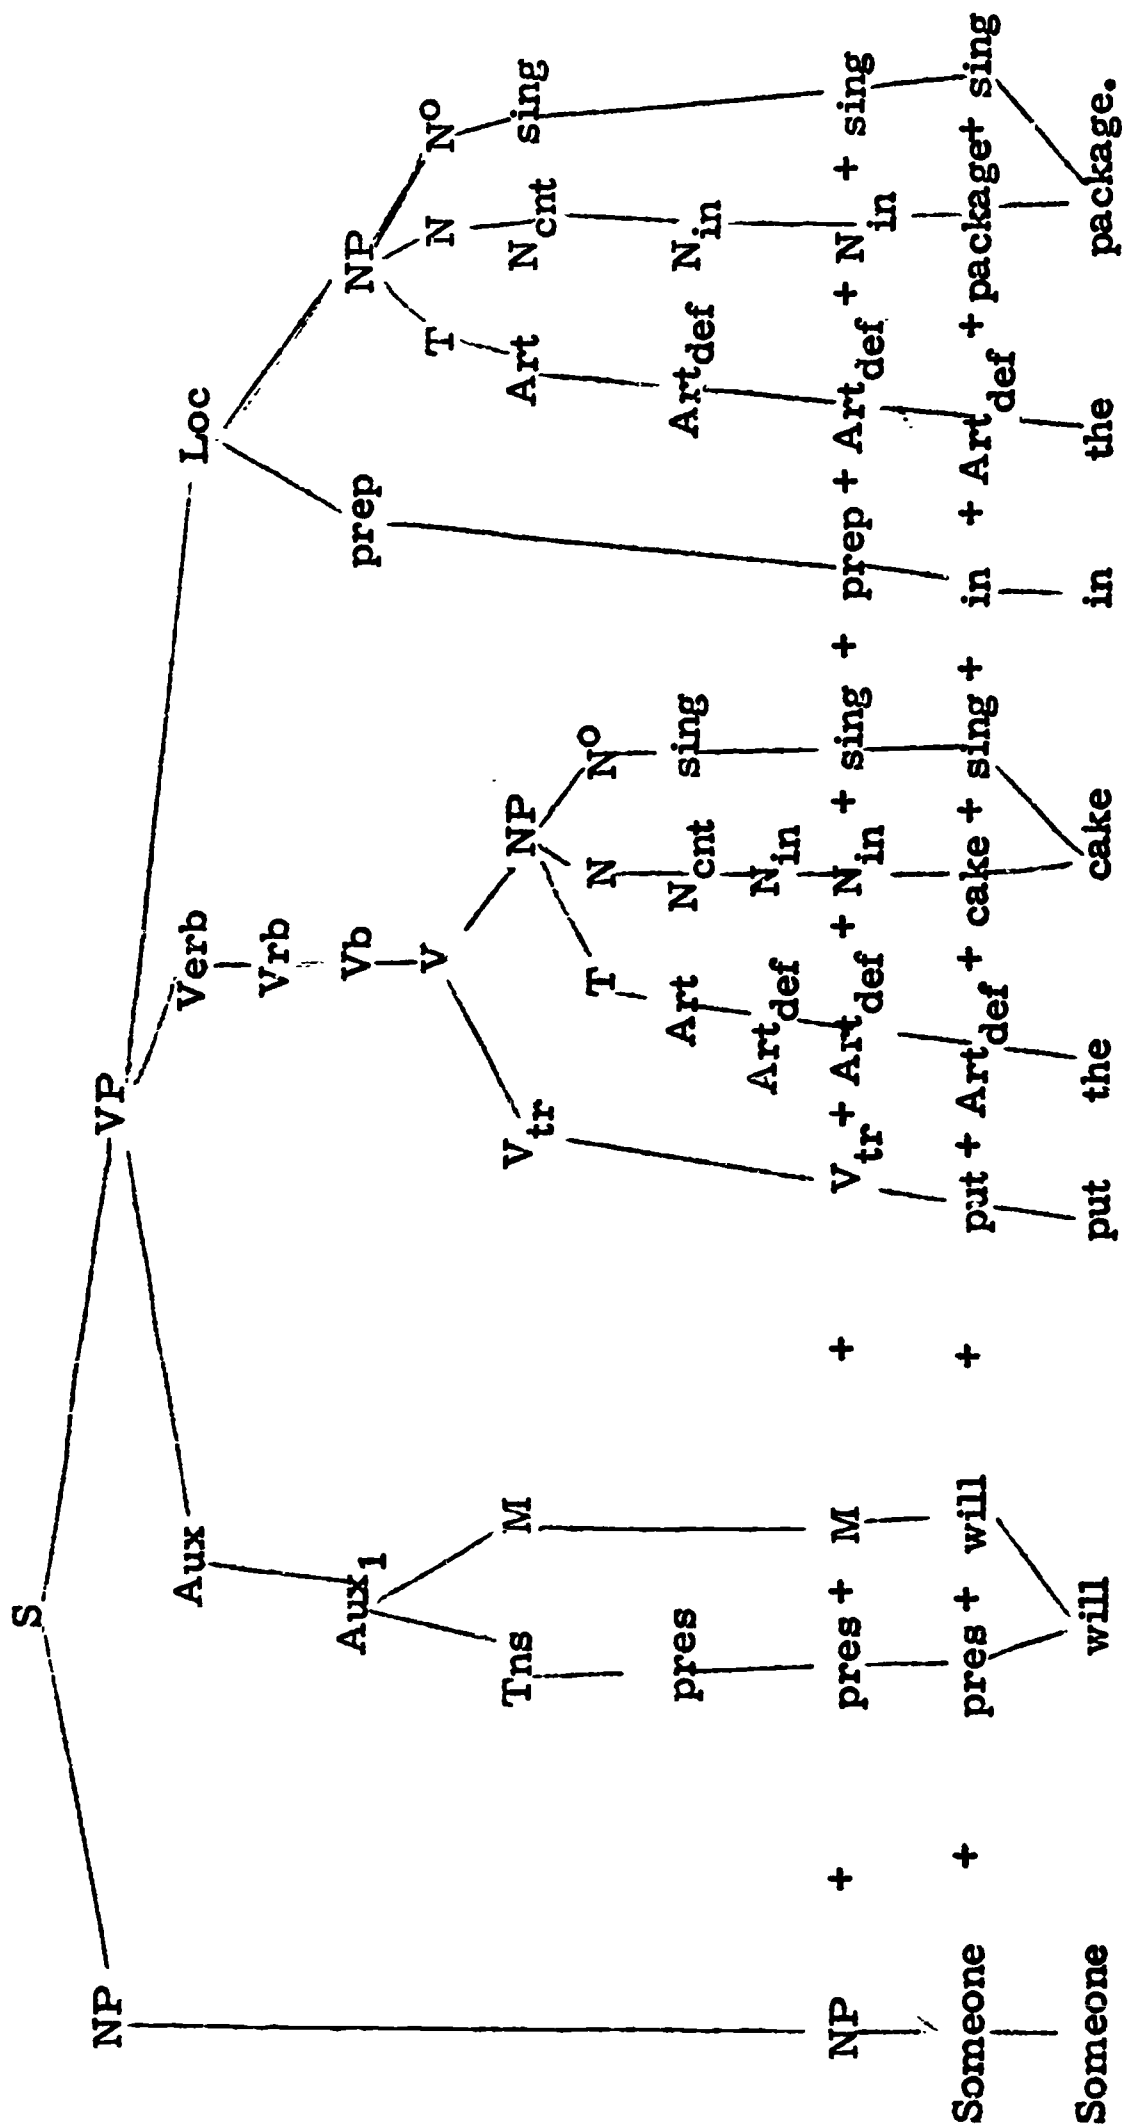 S
NP VP
Aux Verb Loc
Vrb
Aux1 Vb prep NP
V T N N°
Tns M Vtr NP Art Ncnt sing
T N N°
pres Art Ncnt sing Artdef Nin
Artdef Nin
NP + pres + M + Vtr + Artdef + Nin + sing + prep + Artdef + Nin + sing
Someone + pres + will + put + Artdef + cake + sing + in + Artdef + package + sing
Someone will put the cake in the package.